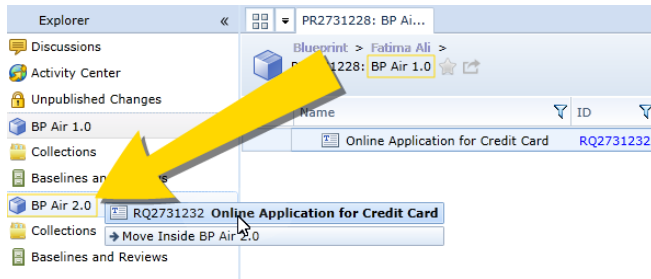 Explorer «
PR2731228: BP Ai...
Discussions
Activity Center
Unpublished Changes
BP Air 1.0
Collections
Baselines an
BP Air 2.0
Collections
Baselines and Reviews
Blueprint > Fatima Ali >
1228: BP Air 1.0
Name ID
Online Application for Credit Card RQ2731232
RQ2731232 Online Application for Credit Card
Move Inside BP Air 2.0